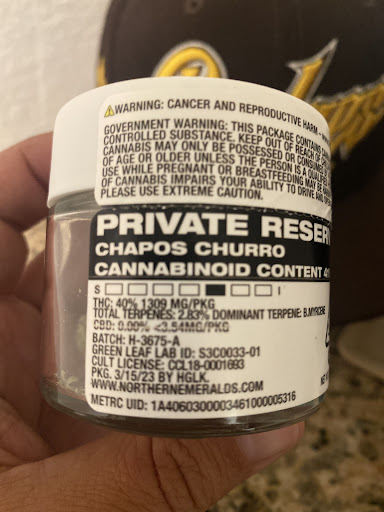 WARNING: CANCER AND REPRODUCTIVE HARM -
GOVERNMENT WARNING: THIS PACKAGE CONTAINS
CONTROLLED SUBSTANCE. KEEP OUT OF REACH OF
CANNABIS MAY ONLY BE POSSESSED OR
OF AGE OR OLDER UNLESS THE PERSON IS A
USE WHILE PREGNANT OR BREASTFEEDING MAY BE
OF CANNABIS IMPAIRS YOUR ABILITY TO DRIVE AND
PLEASE USE EXTREME CAUTION.
PRIVATE RESER
CHAPOS CHURRO
CANNABINOID CONTENT
S I
THC: 40% 1309 MG/PKG
TOTAL TERPENES: 2.83% DOMINANT TERPENE: B.MYRCENE
CBD: 0.00% <3.54MG/PKG
BATCH: H-3675-A
GREEN LEAF LAB ID: S3C0033-01
CULT LICENSE: CCL18-0001693
PKG. 3/15/23 BY HGLK.
WWW.NORTHERNEMERALDS.COM
METRC UID: 1A4060300003461000005316